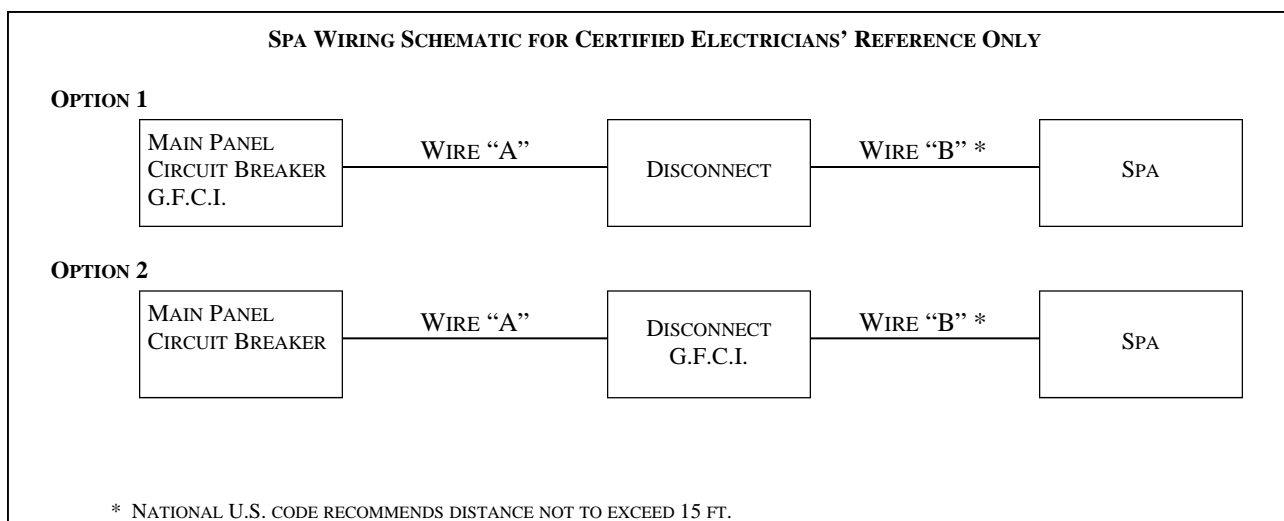 SPA WIRING SCHEMATIC FOR CERTIFIED ELECTRICIANS’ REFERENCE ONLY
OPTION 1
MAIN PANEL
CIRCUIT BREAKER
G.F.C.I.
WIRE “A”
DISCONNECT
WIRE “B” *
SPA
OPTION 2
MAIN PANEL
CIRCUIT BREAKER
WIRE “A”
DISCONNECT
G.F.C.I.
WIRE “B” *
SPA
* NATIONAL U.S. CODE RECOMMENDS DISTANCE NOT TO EXCEED 15 FT.